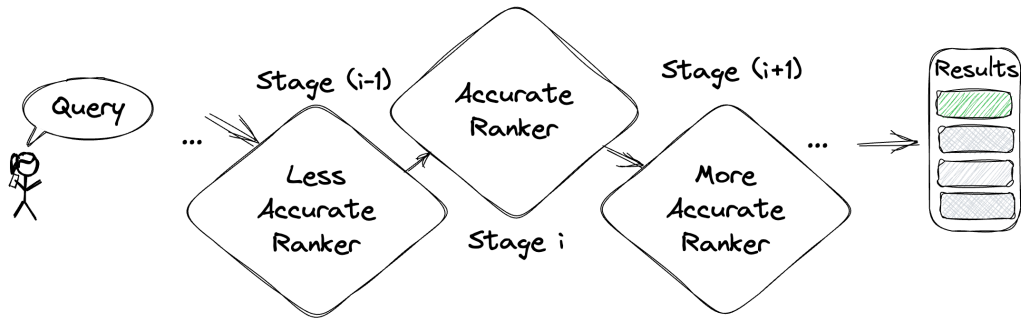 Query
...
Stage (i-1)
Less
Accurate
Ranker
Accurate
Ranker
Stage i
Stage (i+1)
More
Accurate
Ranker
...
Results